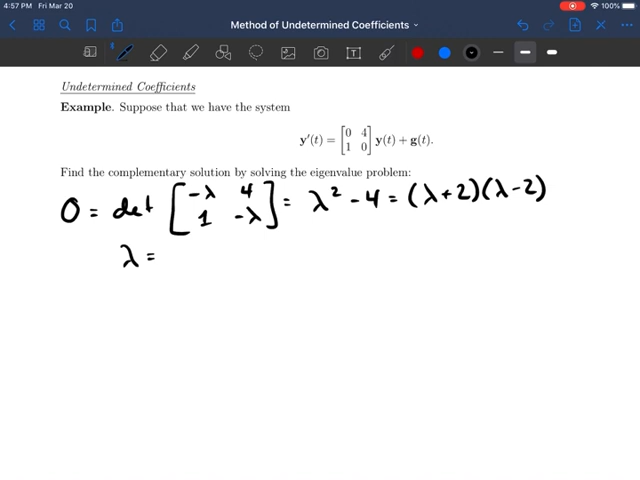 4:57 PM Fri Mar 20
100%
Method of Undetermined Coefficients
Undetermined Coefficients
Example. Suppose that we have the system
y′(t) = [0 4; 1 0] y(t) + g(t).
Find the complementary solution by solving the eigenvalue problem:
0 = det [-λ 4; 1 -λ] = λ² - 4 = (λ+2)(λ-2)
λ =